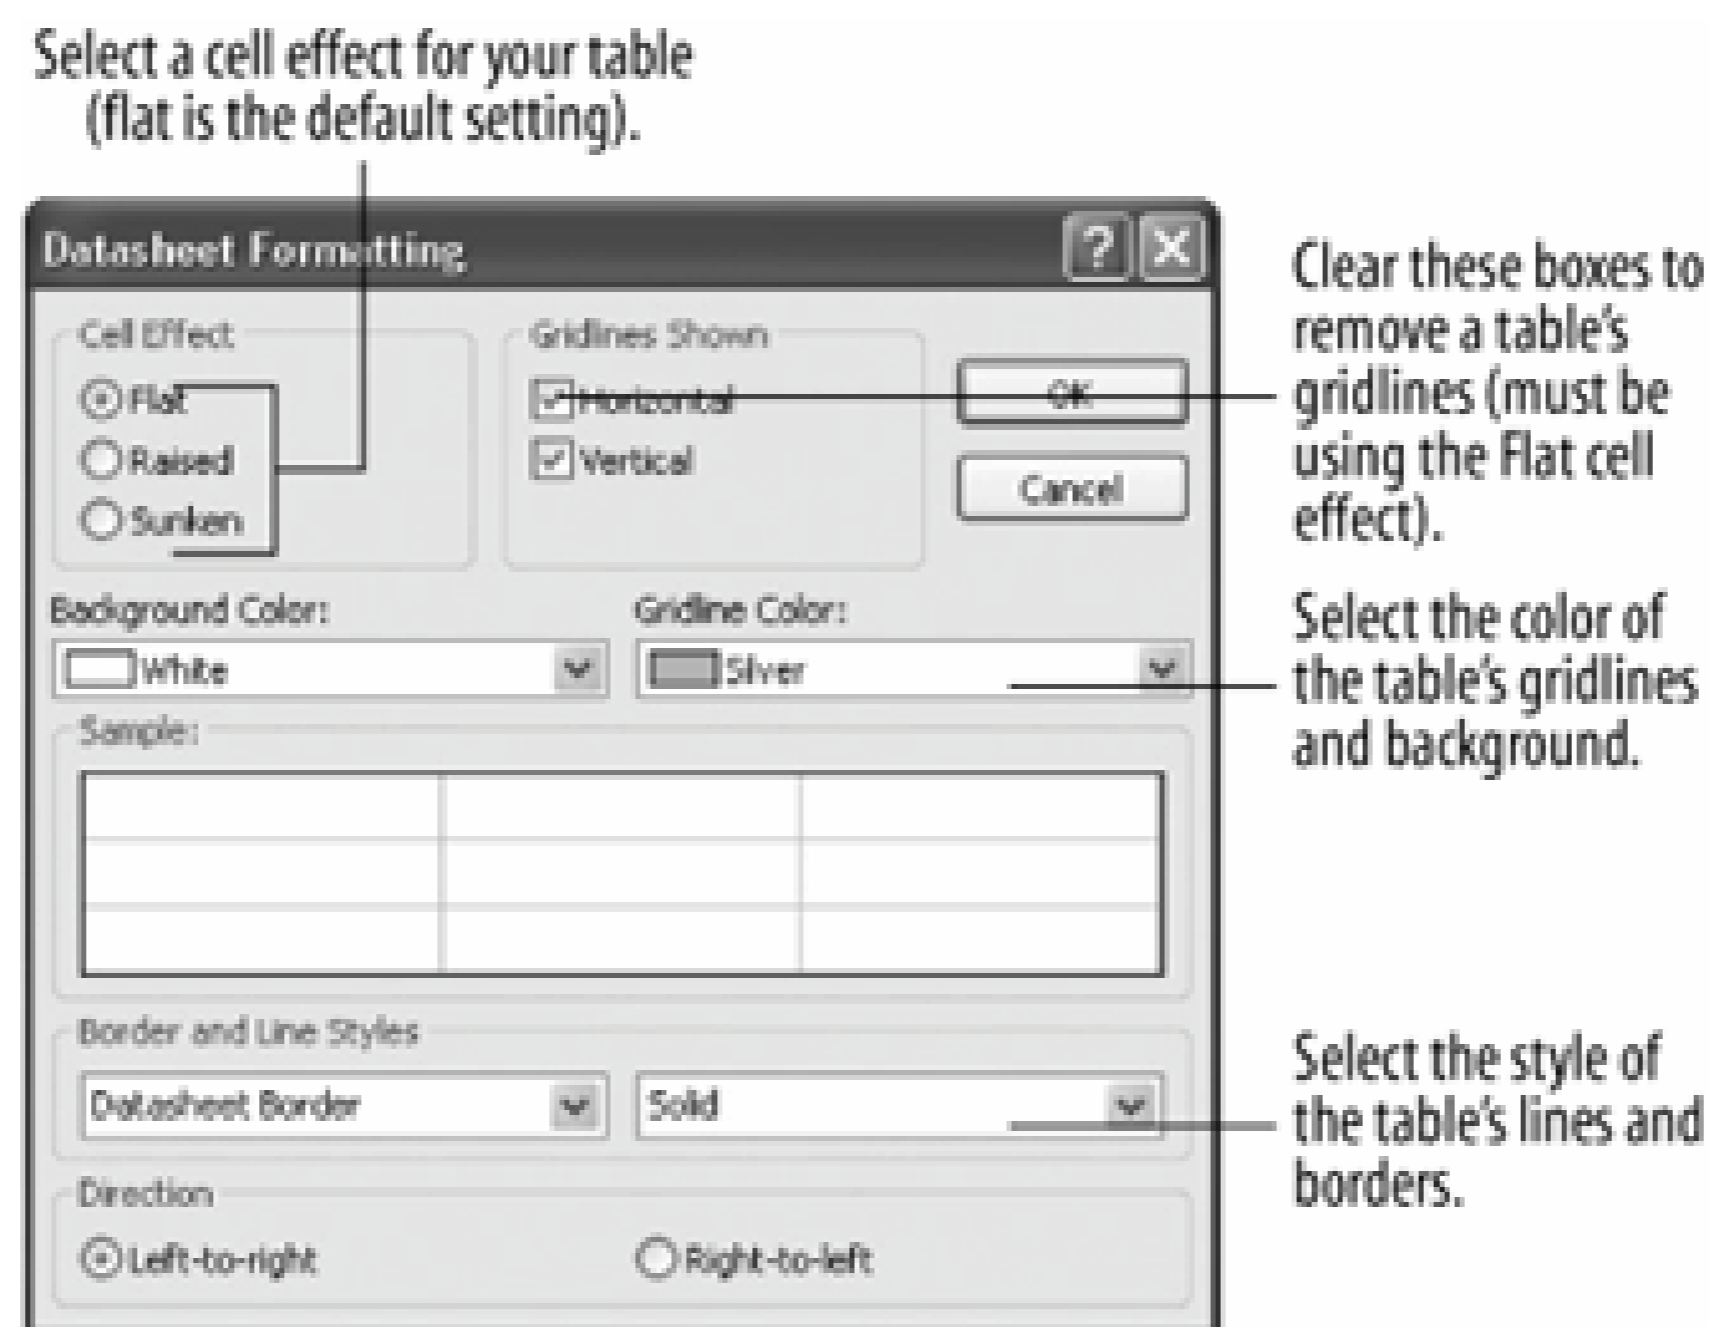 Select a cell effect for your table
(flat is the default setting).
Datasheet Formatting
Cell Effect
Flat
Raised
Sunken
Gridlines Shown
Horizontal
Vertical
OK
Cancel
Clear these boxes to
remove a table's
gridlines (must be
using the Flat cell
effect).
Background Color:
White
Gridline Color:
Silver
Select the color of
the table's gridlines
and background.
Sample:
Border and Line Styles
Datasheet Border
Solid
Select the style of
the table's lines and
borders.
Direction
Left-to-right
Right-to-left